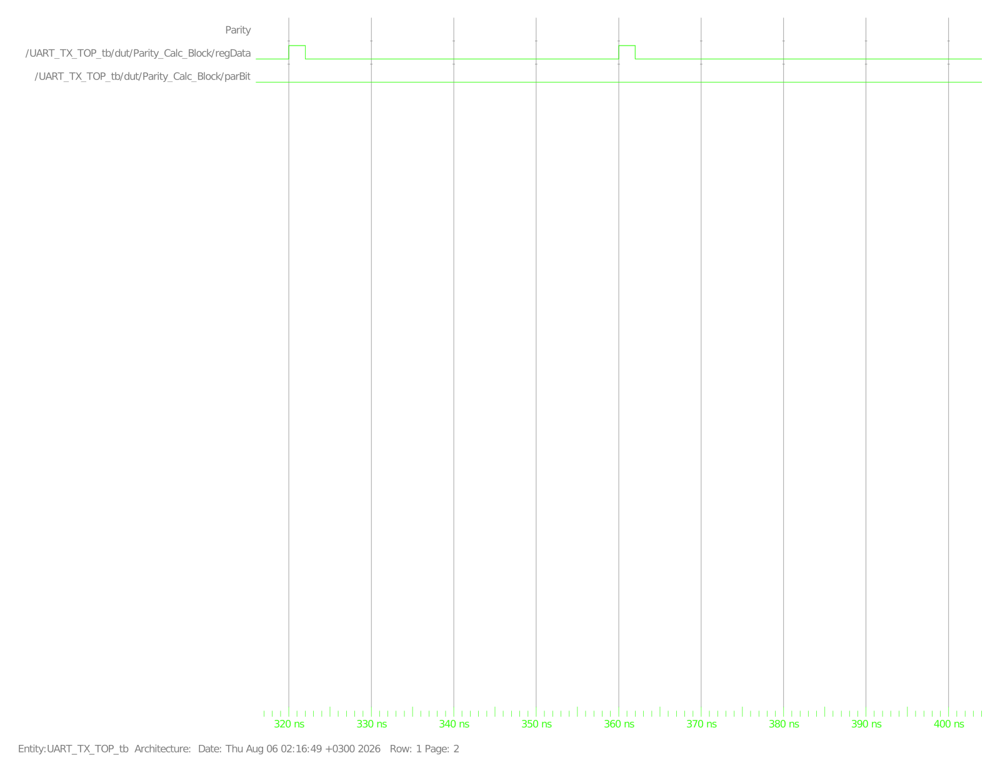 Parity
/UART_TX_TOP_tb/dut/Parity_Calc_Block/regData
/UART_TX_TOP_tb/dut/Parity_Calc_Block/parBit
320 ns 330 ns 340 ns 350 ns 360 ns 370 ns 380 ns 390 ns 400 ns
Entity:UART_TX_TOP_tb Architecture: Date: Thu Aug 06 02:16:49 +0300 2026 Row: 1 Page: 2